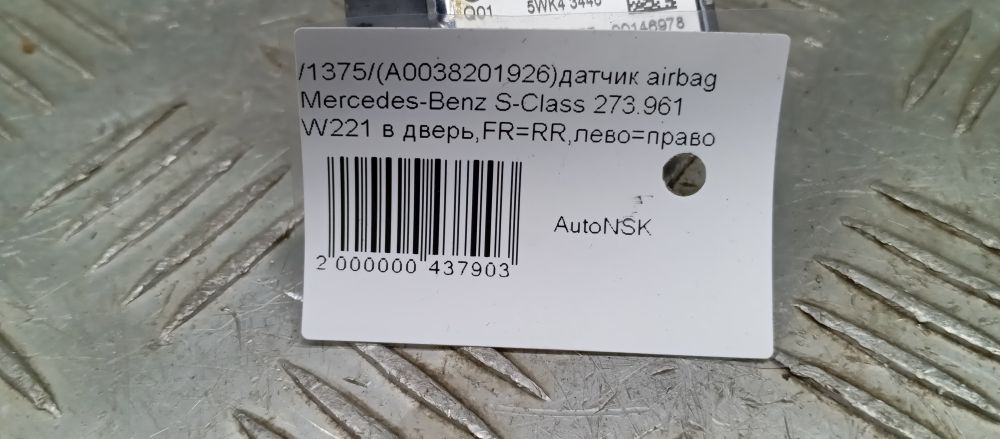 Q01 5WK4 3440
00146978
/1375/(A0038201926)датчик airbag
Mercedes-Benz S-Class 273.961
W221 в дверь,FR=RR,лево=право
AutoNSK
2 000000 437903